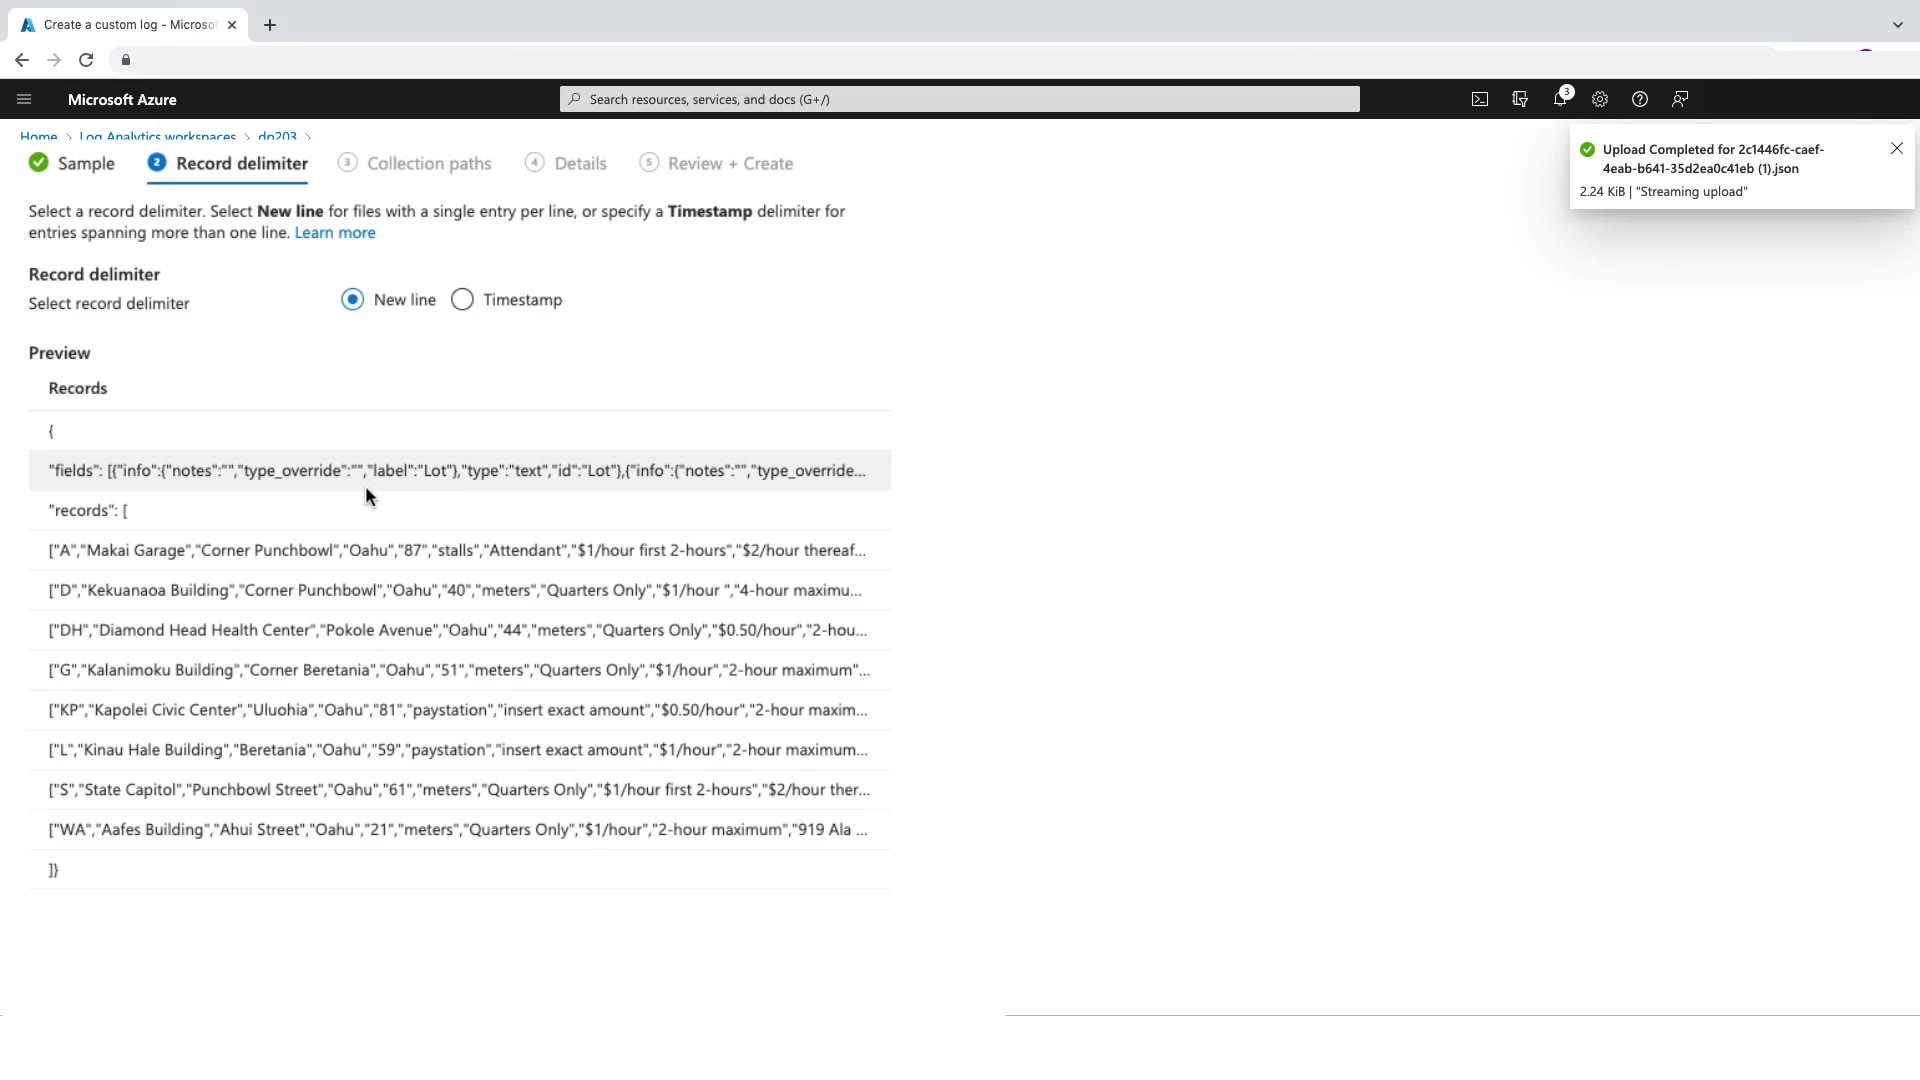 Create a custom log - Microsof
Microsoft Azure
Search resources, services, and docs (G+/)
3
Home > Log Analytics workspaces > dp203 >
Sample
2 Record delimiter
3 Collection paths
4 Details
5 Review + Create
Upload Completed for 2c1446fc-caef-
4eab-b641-35d2ea0c41eb (1).json
2.24 KiB | "Streaming upload"
Select a record delimiter. Select New line for files with a single entry per line, or specify a Timestamp delimiter for
entries spanning more than one line. Learn more
Record delimiter
Select record delimiter
New line
Timestamp
Preview
Records
{
"fields": [{"info":{"notes":"","type_override":"","label":"Lot"},"type":"text","id":"Lot"},{"info":{"notes":"","type_override...
"records": [
["A","Makai Garage","Corner Punchbowl","Oahu","87","stalls","Attendant","$1/hour first 2-hours","$2/hour thereaf...
["D","Kekuanaoa Building","Corner Punchbowl","Oahu","40","meters","Quarters Only","$1/hour ","4-hour maximu...
["DH","Diamond Head Health Center","Pokole Avenue","Oahu","44","meters","Quarters Only","$0.50/hour","2-hou...
["G","Kalanimoku Building","Corner Beretania","Oahu","51","meters","Quarters Only","$1/hour","2-hour maximum"...
["KP","Kapolei Civic Center","Uluohia","Oahu","81","paystation","insert exact amount","$0.50/hour","2-hour maxim...
["L","Kinau Hale Building","Beretania","Oahu","59","paystation","insert exact amount","$1/hour","2-hour maximum...
["S","State Capitol","Punchbowl Street","Oahu","61","meters","Quarters Only","$1/hour first 2-hours","$2/hour ther...
["WA","Aafes Building","Ahui Street","Oahu","21","meters","Quarters Only","$1/hour","2-hour maximum","919 Ala ...
]}